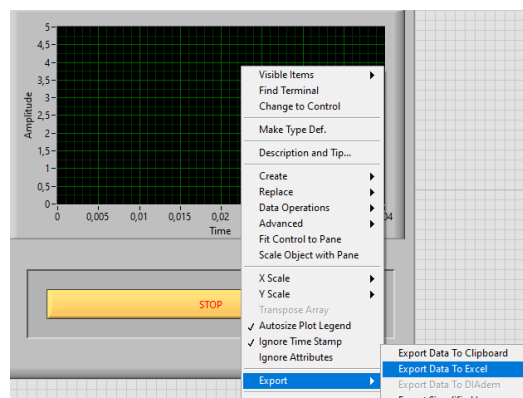 5
4,5
4
3,5
3
2,5
2
1,5
1
0,5
0
Amplitude
0 0,005 0,01 0,015 0,02 04
Time
STOP
Visible Items
Find Terminal
Change to Control
Make Type Def.
Description and Tip...
Create
Replace
Data Operations
Advanced
Fit Control to Pane
Scale Object with Pane
X Scale
Y Scale
Transpose Array
Autosize Plot Legend
Ignore Time Stamp
Ignore Attributes
Export
Export Data To Clipboard
Export Data To Excel
Export Data To DIAdem